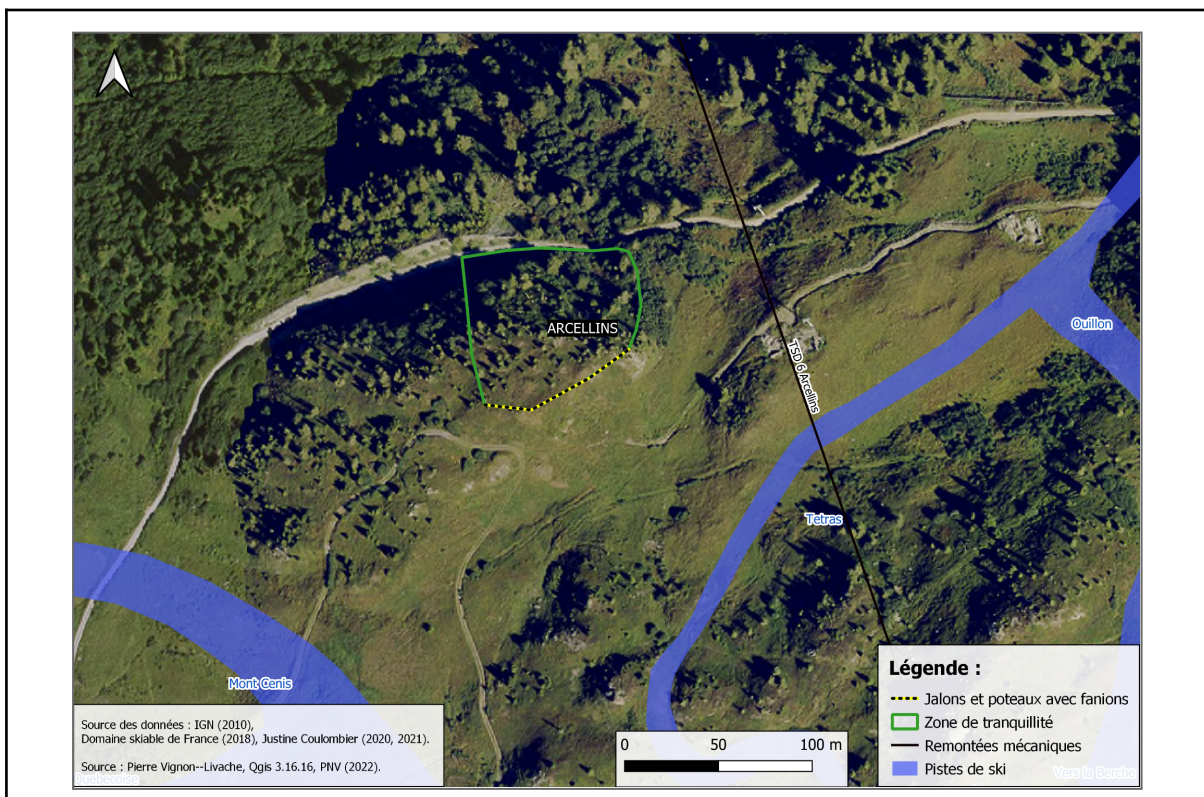 ARCELLINS
Ouillon
TSD 6 Arcellins
Tetras
Mont Cenis
Légende :
Jalons et poteaux avec fanions
Zone de tranquillité
Remontées mécaniques
Pistes de ski
Source des données : IGN (2010),
Domaine skiable de France (2018), Justine Coulombier (2020, 2021).
Source : Pierre Vignon--Livache, Qgis 3.16.16, PNV (2022).
0 50 100 m
Quebecoise
Vers la Berche